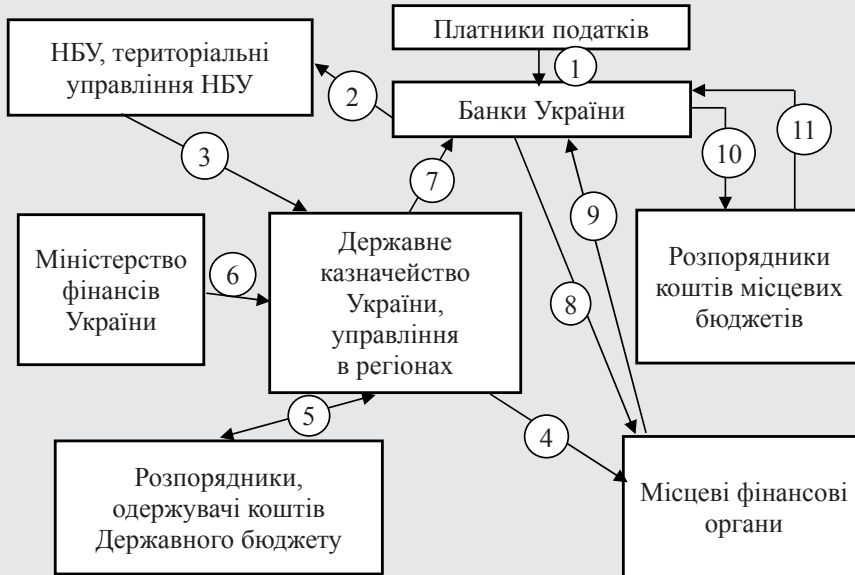 Платники податків
НБУ, територіальні
управління НБУ
1
2
Банки України
3
7
10
11
Міністерство
фінансів
України
6
Державне
казначейство
України,
управління
в регіонах
9
8
Розпорядники
коштів місцевих
бюджетів
5
4
Розпорядники,
одержувачі коштів
Державного бюджету
Місцеві фінансові
органи